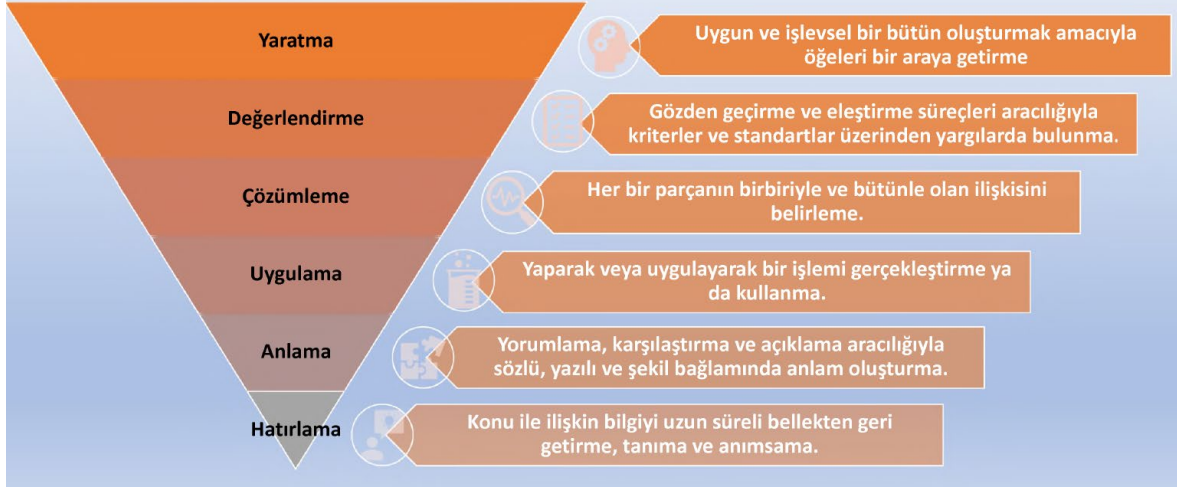 Yaratma
Uygun ve işlevsel bir bütün oluşturmak amacıyla
öğeleri bir araya getirme
Değerlendirme
Gözden geçirme ve eleştirme süreçleri aracılığıyla
kriterler ve standartlar üzerinden yargılarda bulunma.
Çözümleme
Her bir parçanın birbiriyle ve bütünle olan ilişkisini
belirleme.
Uygulama
Yaparak veya uygulayarak bir işlemi gerçekleştirme ya
da kullanma.
Anlama
Yorumlama, karşılaştırma ve açıklama aracılığıyla
sözlü, yazılı ve şekil bağlamında anlam oluşturma.
Hatırlama
Konu ile ilişkin bilgiyi uzun süreli bellekten geri
getirme, tanıma ve anımsama.